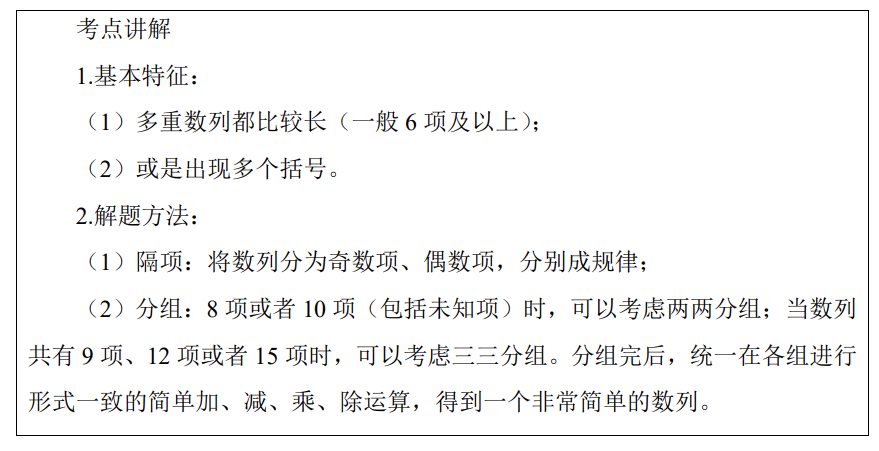 考点讲解
1.基本特征：
（1）多重数列都比较长（一般 6 项及以上）；
（2）或是出现多个括号。
2.解题方法：
（1）隔项：将数列分为奇数项、偶数项，分别成规律；
（2）分组：8 项或者 10 项（包括未知项）时，可以考虑两两分组；当数列
共有 9 项、12 项或者 15 项时，可以考虑三三分组。分组完后，统一在各组进行
形式一致的简单加、减、乘、除运算，得到一个非常简单的数列。